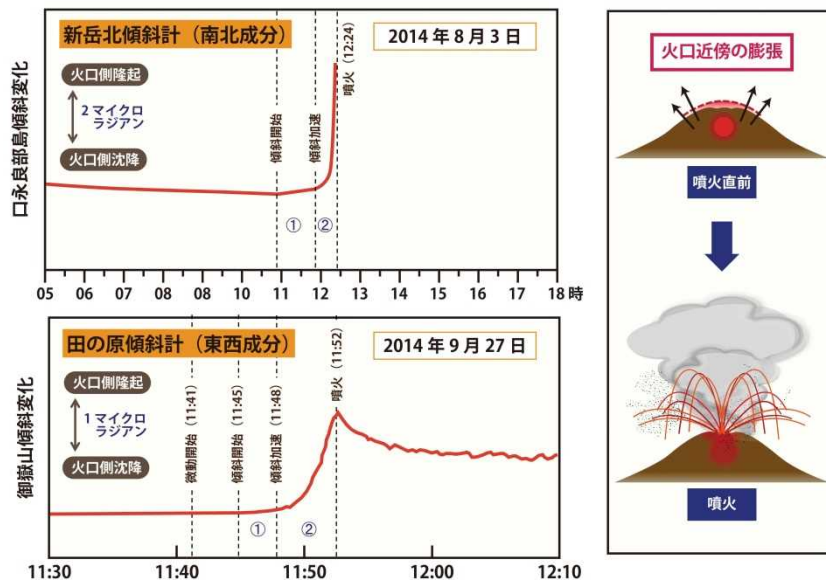 新岳北傾斜計(南北成分)
2014年8月3日
口永良部島傾斜変化
火口側隆起
2マイクロ
ラジアン
火口側沈降
傾斜開始
傾斜加速
噴火(12:24)
①
②
05 06 07 08 09 10 11 12 13 14 15 16 17 18 時
田の原傾斜計(東西成分)
2014年9月27日
御嶽山傾斜変化
火口側隆起
1マイクロ
ラジアン
火口側沈降
微動開始(11:41)
傾斜開始(11:45)
傾斜加速(11:48)
噴火(11:52)
①
②
11:30 11:40 11:50 12:00 12:10
火口近傍の膨張
噴火直前
噴火